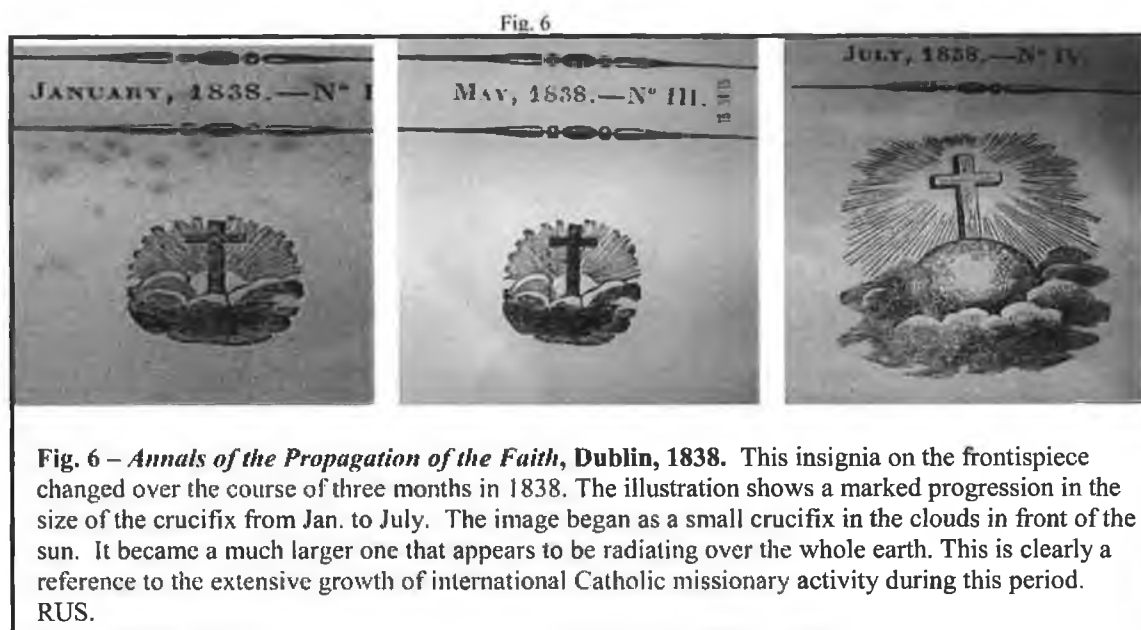 Fig. 6
JANUARY, 1838.—Nº I
MAY, 1838.—Nº III.
JULY, 1838.—Nº IV.
Fig. 6 – Annals of the Propagation of the Faith, Dublin, 1838. This insignia on the frontispiece
changed over the course of three months in 1838. The illustration shows a marked progression in the
size of the crucifix from Jan. to July. The image began as a small crucifix in the clouds in front of the
sun. It became a much larger one that appears to be radiating over the whole earth. This is clearly a
reference to the extensive growth of international Catholic missionary activity during this period.
RUS.